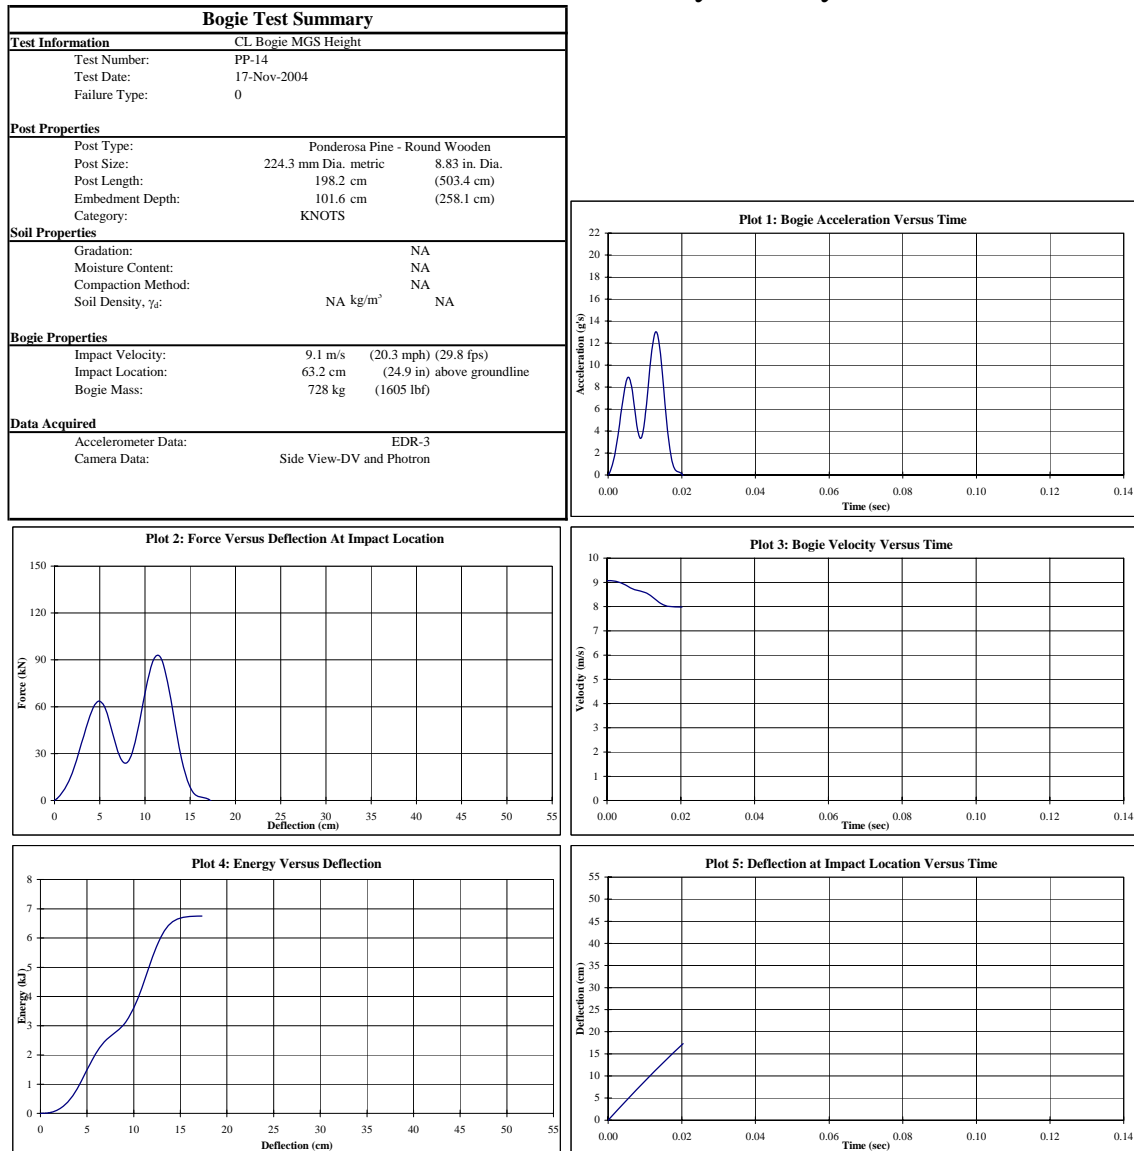 Bogie Test Summary
Test Information CL Bogie MGS Height
Test Number: PP-14
Test Date: 17-Nov-2004
Failure Type: 0
Post Properties
Post Type: Ponderosa Pine - Round Wooden
Post Size: 224.3 mm Dia. metric 8.83 in. Dia.
Post Length: 198.2 cm (503.4 cm)
Embedment Depth: 101.6 cm (258.1 cm)
Category: KNOTS
Soil Properties
Gradation: NA
Moisture Content: NA
Compaction Method: NA
Soil Density, γd: NA kg/m³ NA
Bogie Properties
Impact Velocity: 9.1 m/s (20.3 mph) (29.8 fps)
Impact Location: 63.2 cm (24.9 in) above groundline
Bogie Mass: 728 kg (1605 lbf)
Data Acquired
Accelerometer Data: EDR-3
Camera Data: Side View-DV and Photron
Plot 1: Bogie Acceleration Versus Time
22
20
18
16
14
12
10
8
6
4
2
0
Acceleration (g's)
0.00 0.02 0.04 0.06 0.08 0.10 0.12 0.14
Time (sec)
Plot 2: Force Versus Deflection At Impact Location
150
120
90
60
30
0
Force (kN)
0 5 10 15 20 25 30 35 40 45 50 55
Deflection (cm)
Plot 3: Bogie Velocity Versus Time
10
9
8
7
6
5
4
3
2
1
0
Velocity (m/s)
0.00 0.02 0.04 0.06 0.08 0.10 0.12 0.14
Time (sec)
Plot 4: Energy Versus Deflection
8
7
6
5
4
3
2
1
0
Energy (kJ)
0 5 10 15 20 25 30 35 40 45 50 55
Deflection (cm)
Plot 5: Deflection at Impact Location Versus Time
55
50
45
40
35
30
25
20
15
10
5
0
Deflection (cm)
0.00 0.02 0.04 0.06 0.08 0.10 0.12 0.14
Time (sec)